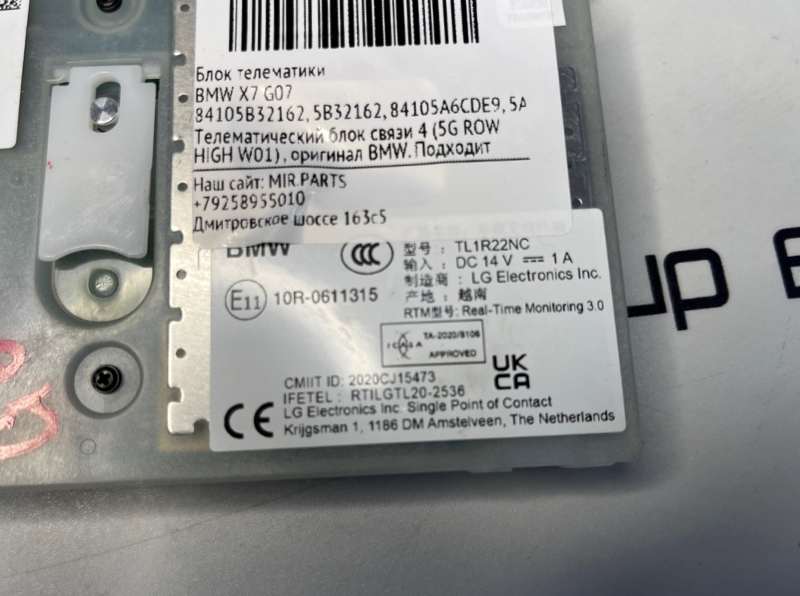 Блок телематики
BMW X7 G07
84105B32162, 5B32162, 84105A6CDE9, 5A
Телематический блок связи 4 (5G ROW
HIGH W01), оригинал BMW. Подходит
Наш сайт: MIR.PARTS
+79258955010
Дмитровское шоссе 163с5
BMW
CCC
型号: TL1R22NC
输入: DC 14 V ⎓ 1 A
制造商: LG Electronics Inc.
产地: 越南
RTM型号: Real-Time Monitoring 3.0
E11 10R-0611315
ICASA TA-2020/8106
APPROVED
UK
CA
CMIIT ID: 2020CJ15473
IFETEL: RTILGTL20-2536
CE
LG Electronics Inc. Single Point of Contact
Krijgsman 1, 1186 DM Amstelveen, The Netherlands
up